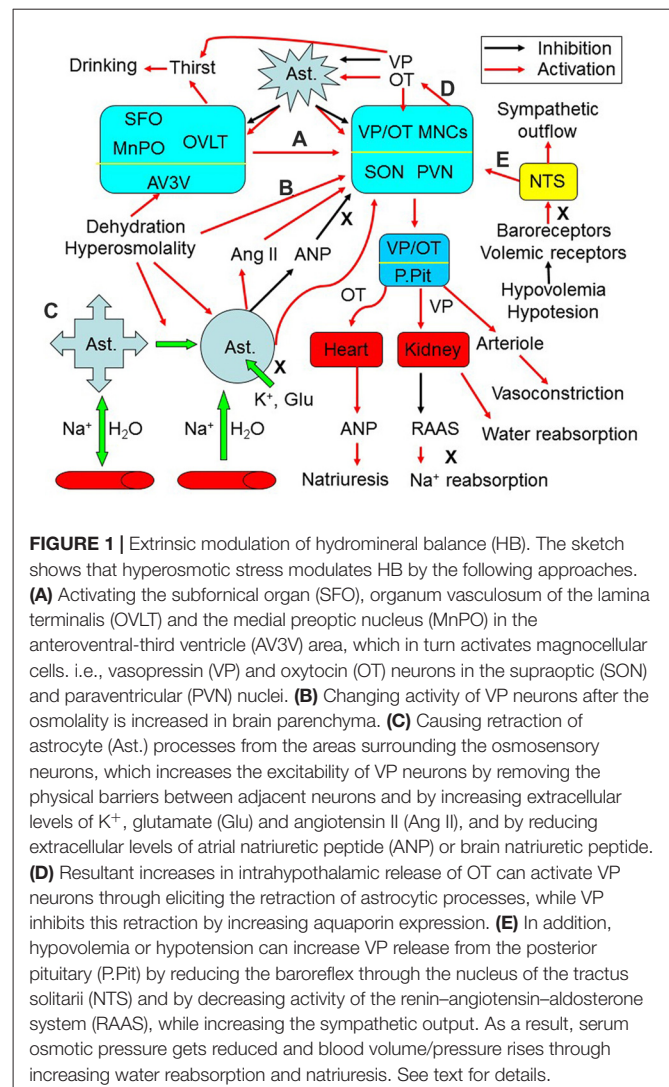 Inhibition
Activation
Drinking
Thirst
Ast.
VP
OT
D
Sympathetic
outflow
SFO
MnPO
OVLT
AV3V
A
VP/OT MNCs
SON PVN
E
NTS
X
Baroreceptors
Volemic receptors
Hypovolemia
Hypotesion
B
Dehydration
Hyperosmolality
Ang II
ANP
X
VP/OT
P.Pit
OT
VP
C
Ast.
Ast.
X
K+, Glu
Heart
Kidney
Arteriole
Vasoconstriction
Na+
H2O
Na+
H2O
ANP
RAAS
Water reabsorption
X
Natriuresis
Na+ reabsorption
FIGURE 1 | Extrinsic modulation of hydromineral balance (HB). The sketch
shows that hyperosmotic stress modulates HB by the following approaches.
(A) Activating the subfornical organ (SFO), organum vasculosum of the lamina
terminalis (OVLT) and the medial preoptic nucleus (MnPO) in the
anteroventral-third ventricle (AV3V) area, which in turn activates magnocellular
cells. i.e., vasopressin (VP) and oxytocin (OT) neurons in the supraoptic (SON)
and paraventricular (PVN) nuclei. (B) Changing activity of VP neurons after the
osmolality is increased in brain parenchyma. (C) Causing retraction of
astrocyte (Ast.) processes from the areas surrounding the osmosensory
neurons, which increases the excitability of VP neurons by removing the
physical barriers between adjacent neurons and by increasing extracellular
levels of K+, glutamate (Glu) and angiotensin II (Ang II), and by reducing
extracellular levels of atrial natriuretic peptide (ANP) or brain natriuretic peptide.
(D) Resultant increases in intrahypothalamic release of OT can activate VP
neurons through eliciting the retraction of astrocytic processes, while VP
inhibits this retraction by increasing aquaporin expression. (E) In addition,
hypovolemia or hypotension can increase VP release from the posterior
pituitary (P.Pit) by reducing the baroreflex through the nucleus of the tractus
solitarii (NTS) and by decreasing activity of the renin–angiotensin–aldosterone
system (RAAS), while increasing the sympathetic output. As a result, serum
osmotic pressure gets reduced and blood volume/pressure rises through
increasing water reabsorption and natriuresis. See text for details.